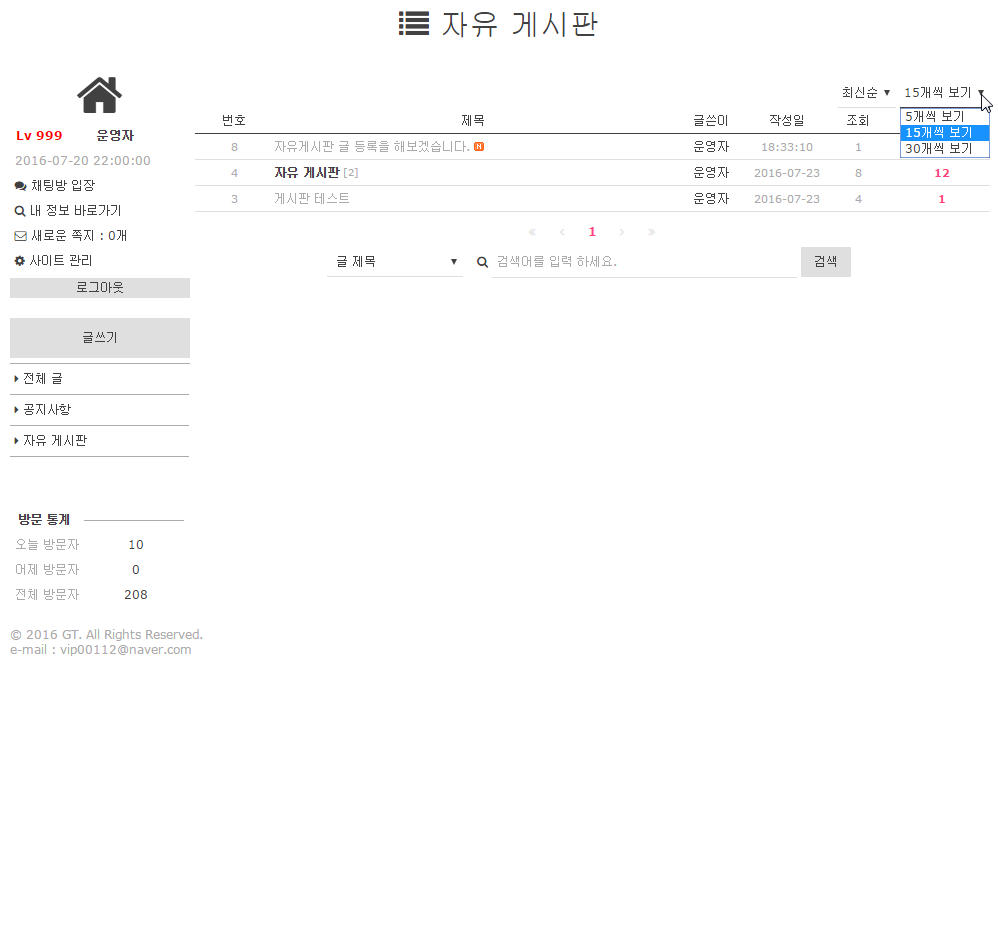 자유 게시판
최신순 ▼ 15개씩 보기 ▼
5개씩 보기
15개씩 보기
30개씩 보기
번호 제목 글쓴이 작성일 조회
8 자유게시판 글 등록을 해보겠습니다. N 운영자 18:33:10 1
4 자유 게시판 [2] 운영자 2016-07-23 8 12
3 게시판 테스트 운영자 2016-07-23 4 1
« ‹ 1 › »
글 제목 ▼ 검색어를 입력 하세요. 검색
Lv 999 운영자
2016-07-20 22:00:00
채팅방 입장
내 정보 바로가기
새로운 쪽지 : 0개
사이트 관리
로그아웃
글쓰기
전체 글
공지사항
자유 게시판
방문 통계
오늘 방문자 10
어제 방문자 0
전체 방문자 208
© 2016 GT. All Rights Reserved.
e-mail : vip00112@naver.com